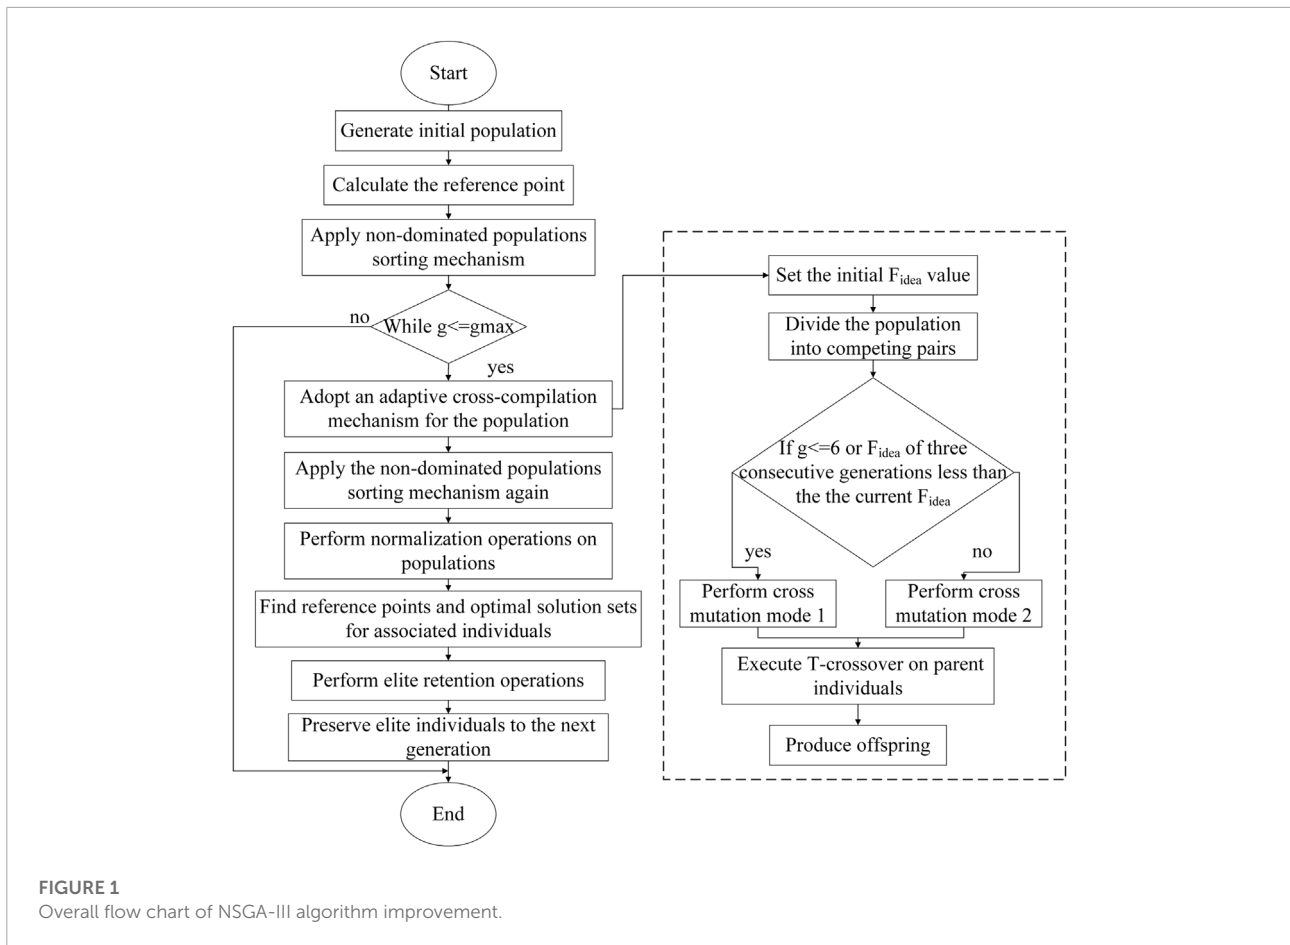 Start
Generate initial population
Calculate the reference point
Apply non-dominated populations
sorting mechanism
no
While g<=gmax
yes
Adopt an adaptive cross-compilation
mechanism for the population
Apply the non-dominated populations
sorting mechanism again
Perform normalization operations on
populations
Find reference points and optimal solution sets
for associated individuals
Perform elite retention operations
Preserve elite individuals to the next
generation
End
Set the initial Fidea value
Divide the population
into competing pairs
If g<=6 or Fidea of three
consecutive generations less than
the the current Fidea
yes
no
Perform cross
mutation mode 1
Perform cross
mutation mode 2
Execute T-crossover on parent
individuals
Produce offspring
FIGURE 1
Overall flow chart of NSGA-III algorithm improvement.